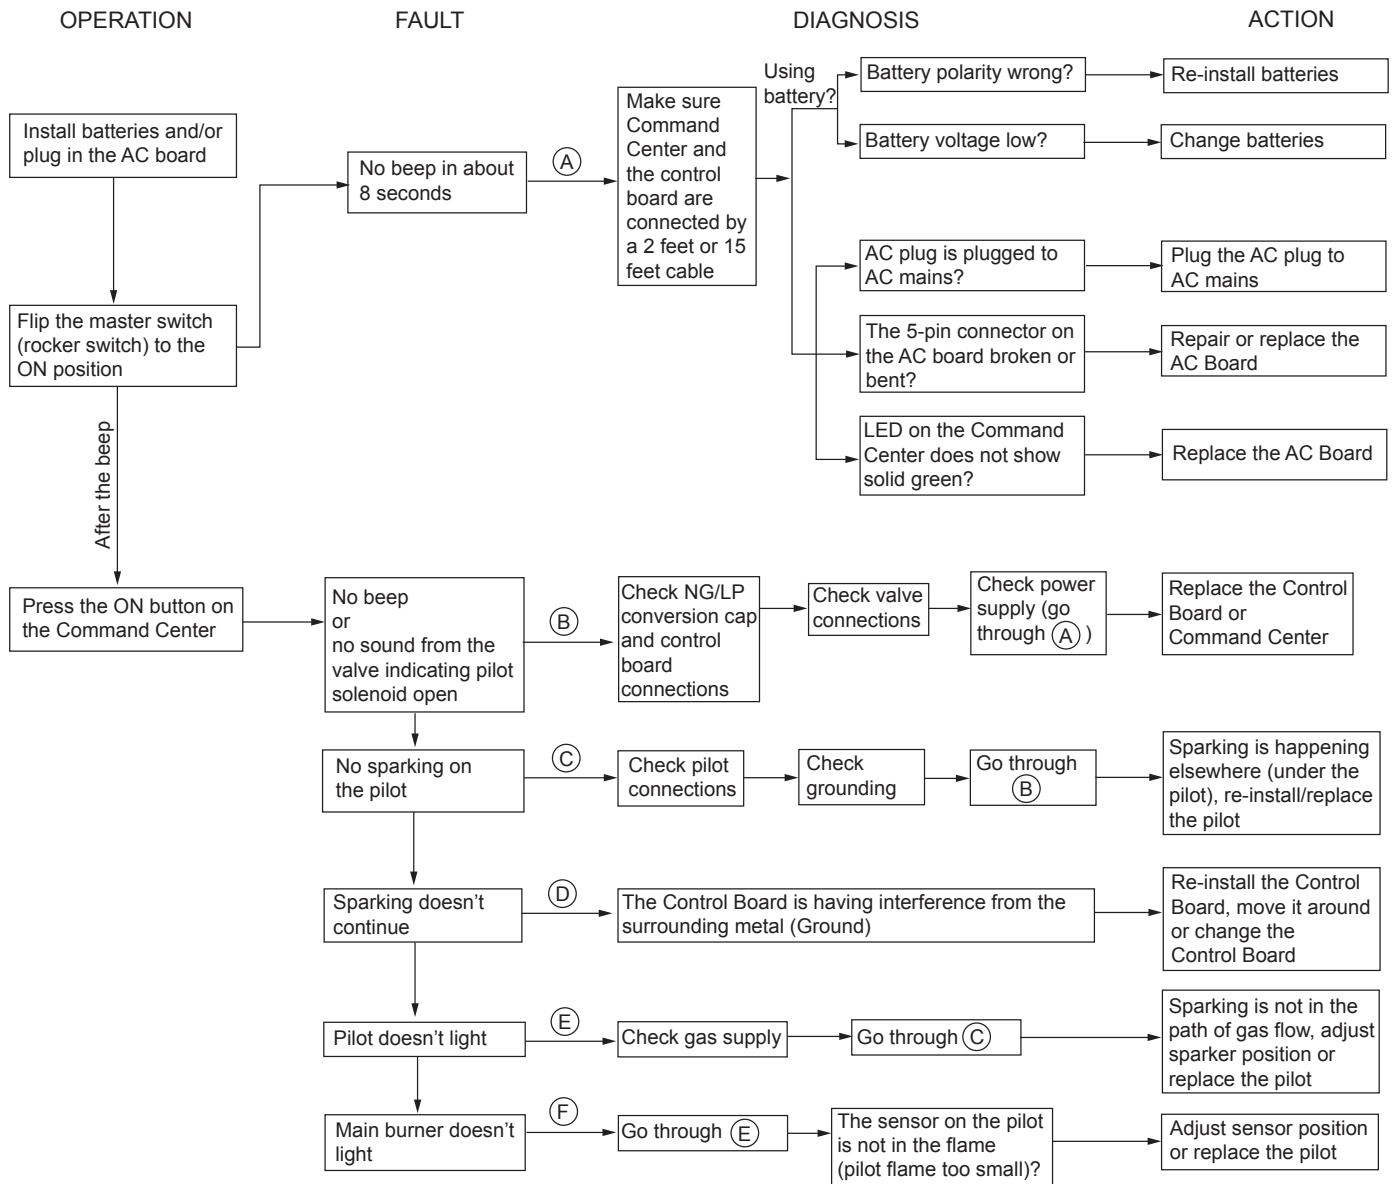 OPERATION
FAULT
DIAGNOSIS
ACTION
Install batteries and/or
plug in the AC board
Flip the master switch
(rocker switch) to the
ON position
After the beep
Press the ON button on
the Command Center
No beep in about
8 seconds
A
Make sure
Command
Center and
the control
board are
connected by
a 2 feet or 15
feet cable
Using
battery?
Battery polarity wrong?
Re-install batteries
Battery voltage low?
Change batteries
AC plug is plugged to
AC mains?
Plug the AC plug to
AC mains
The 5-pin connector on
the AC board broken or
bent?
Repair or replace the
AC Board
LED on the Command
Center does not show
solid green?
Replace the AC Board
No beep
or
no sound from the
valve indicating pilot
solenoid open
B
Check NG/LP
conversion cap
and control
board
connections
Check valve
connections
Check power
supply (go
through A )
Replace the Control
Board or
Command Center
No sparking on
the pilot
C
Check pilot
connections
Check
grounding
Go through
B
Sparking is happening
elsewhere (under the
pilot), re-install/replace
the pilot
Sparking doesn't
continue
D
The Control Board is having interference from the
surrounding metal (Ground)
Re-install the Control
Board, move it around
or change the
Control Board
Pilot doesn't light
E
Check gas supply
Go through C
Sparking is not in the
path of gas flow, adjust
sparker position or
replace the pilot
Main burner doesn't
light
F
Go through E
The sensor on the pilot
is not in the flame
(pilot flame too small)?
Adjust sensor position
or replace the pilot